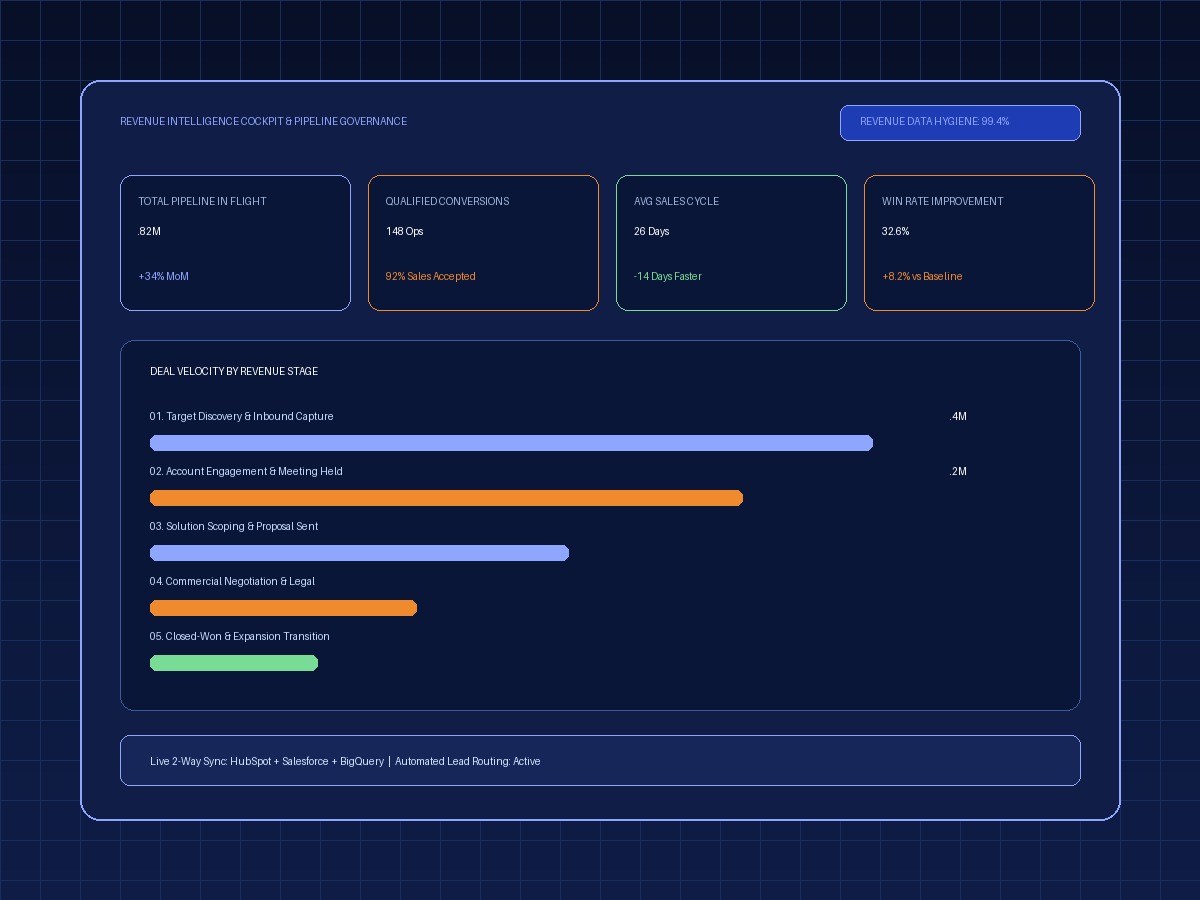 REVENUE INTELLIGENCE COCKPIT & PIPELINE GOVERNANCE
REVENUE DATA HYGIENE: 99.4%
TOTAL PIPELINE IN FLIGHT
.82M
+34% MoM
QUALIFIED CONVERSIONS
148 Ops
92% Sales Accepted
AVG SALES CYCLE
26 Days
-14 Days Faster
WIN RATE IMPROVEMENT
32.6%
+8.2% vs Baseline
DEAL VELOCITY BY REVENUE STAGE
01. Target Discovery & Inbound Capture .4M
02. Account Engagement & Meeting Held .2M
03. Solution Scoping & Proposal Sent
04. Commercial Negotiation & Legal
05. Closed-Won & Expansion Transition
Live 2-Way Sync: HubSpot + Salesforce + BigQuery | Automated Lead Routing: Active